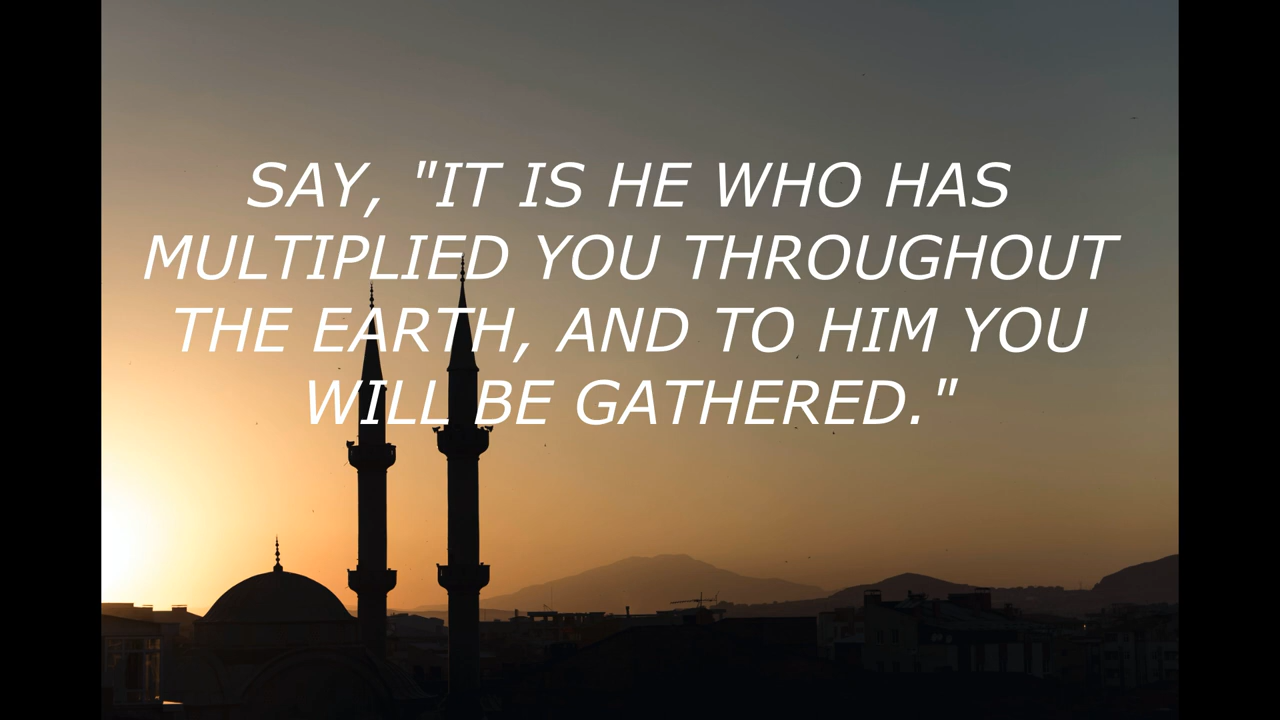 SAY, "IT IS HE WHO HAS
MULTIPLIED YOU THROUGHOUT
THE EARTH, AND TO HIM YOU
WILL BE GATHERED."